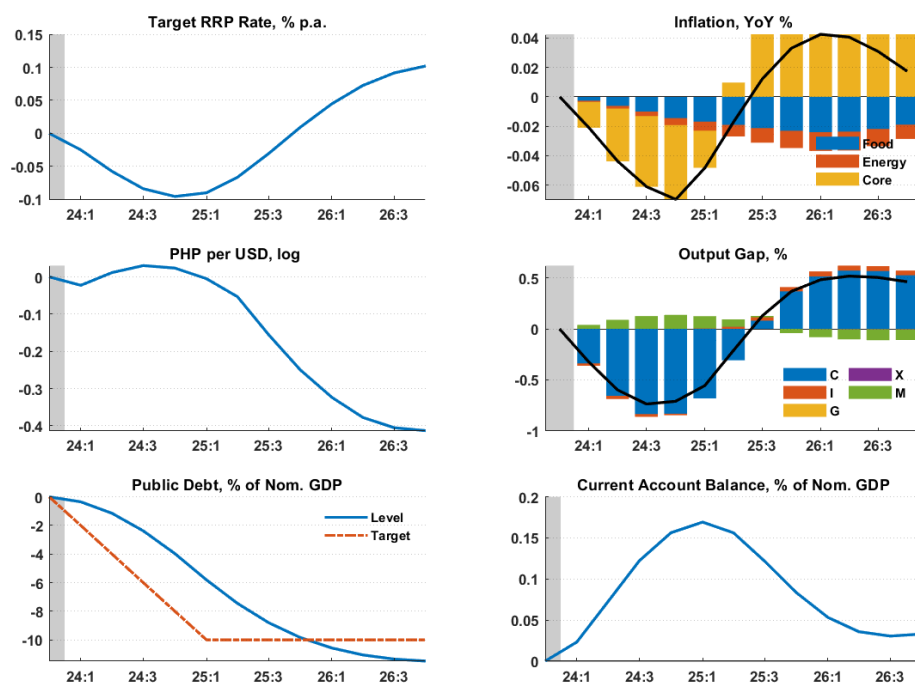 Target RRP Rate, % p.a.
0.15
0.1
0.05
0
-0.05
-0.1
24:1 24:3 25:1 25:3 26:1 26:3
Inflation, YoY %
0.04
0.02
0
-0.02
-0.04
-0.06
Food
Energy
Core
24:1 24:3 25:1 25:3 26:1 26:3
PHP per USD, log
0
-0.1
-0.2
-0.3
-0.4
24:1 24:3 25:1 25:3 26:1 26:3
Output Gap, %
0.5
0
-0.5
-1
C X
I M
G
24:1 24:3 25:1 25:3 26:1 26:3
Public Debt, % of Nom. GDP
0
-2
-4
-6
-8
-10
Level
Target
24:1 24:3 25:1 25:3 26:1 26:3
Current Account Balance, % of Nom. GDP
0.2
0.15
0.1
0.05
0
24:1 24:3 25:1 25:3 26:1 26:3